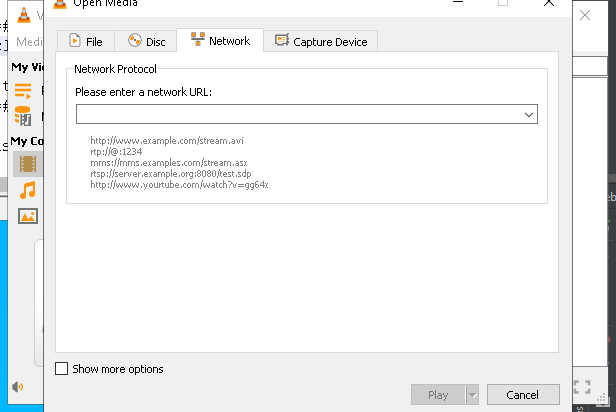 Open Media
Medi
File
Disc
Network
Capture Device
My Vi
Network Protocol
Please enter a network URL:
My Co
http://www.example.com/stream.avi
rtp://@:1234
mms://mms.examples.com/stream.asx
rtsp://server.example.org:8080/test.sdp
http://www.yourtube.com/watch?v=gg64x
Show more options
Play
Cancel